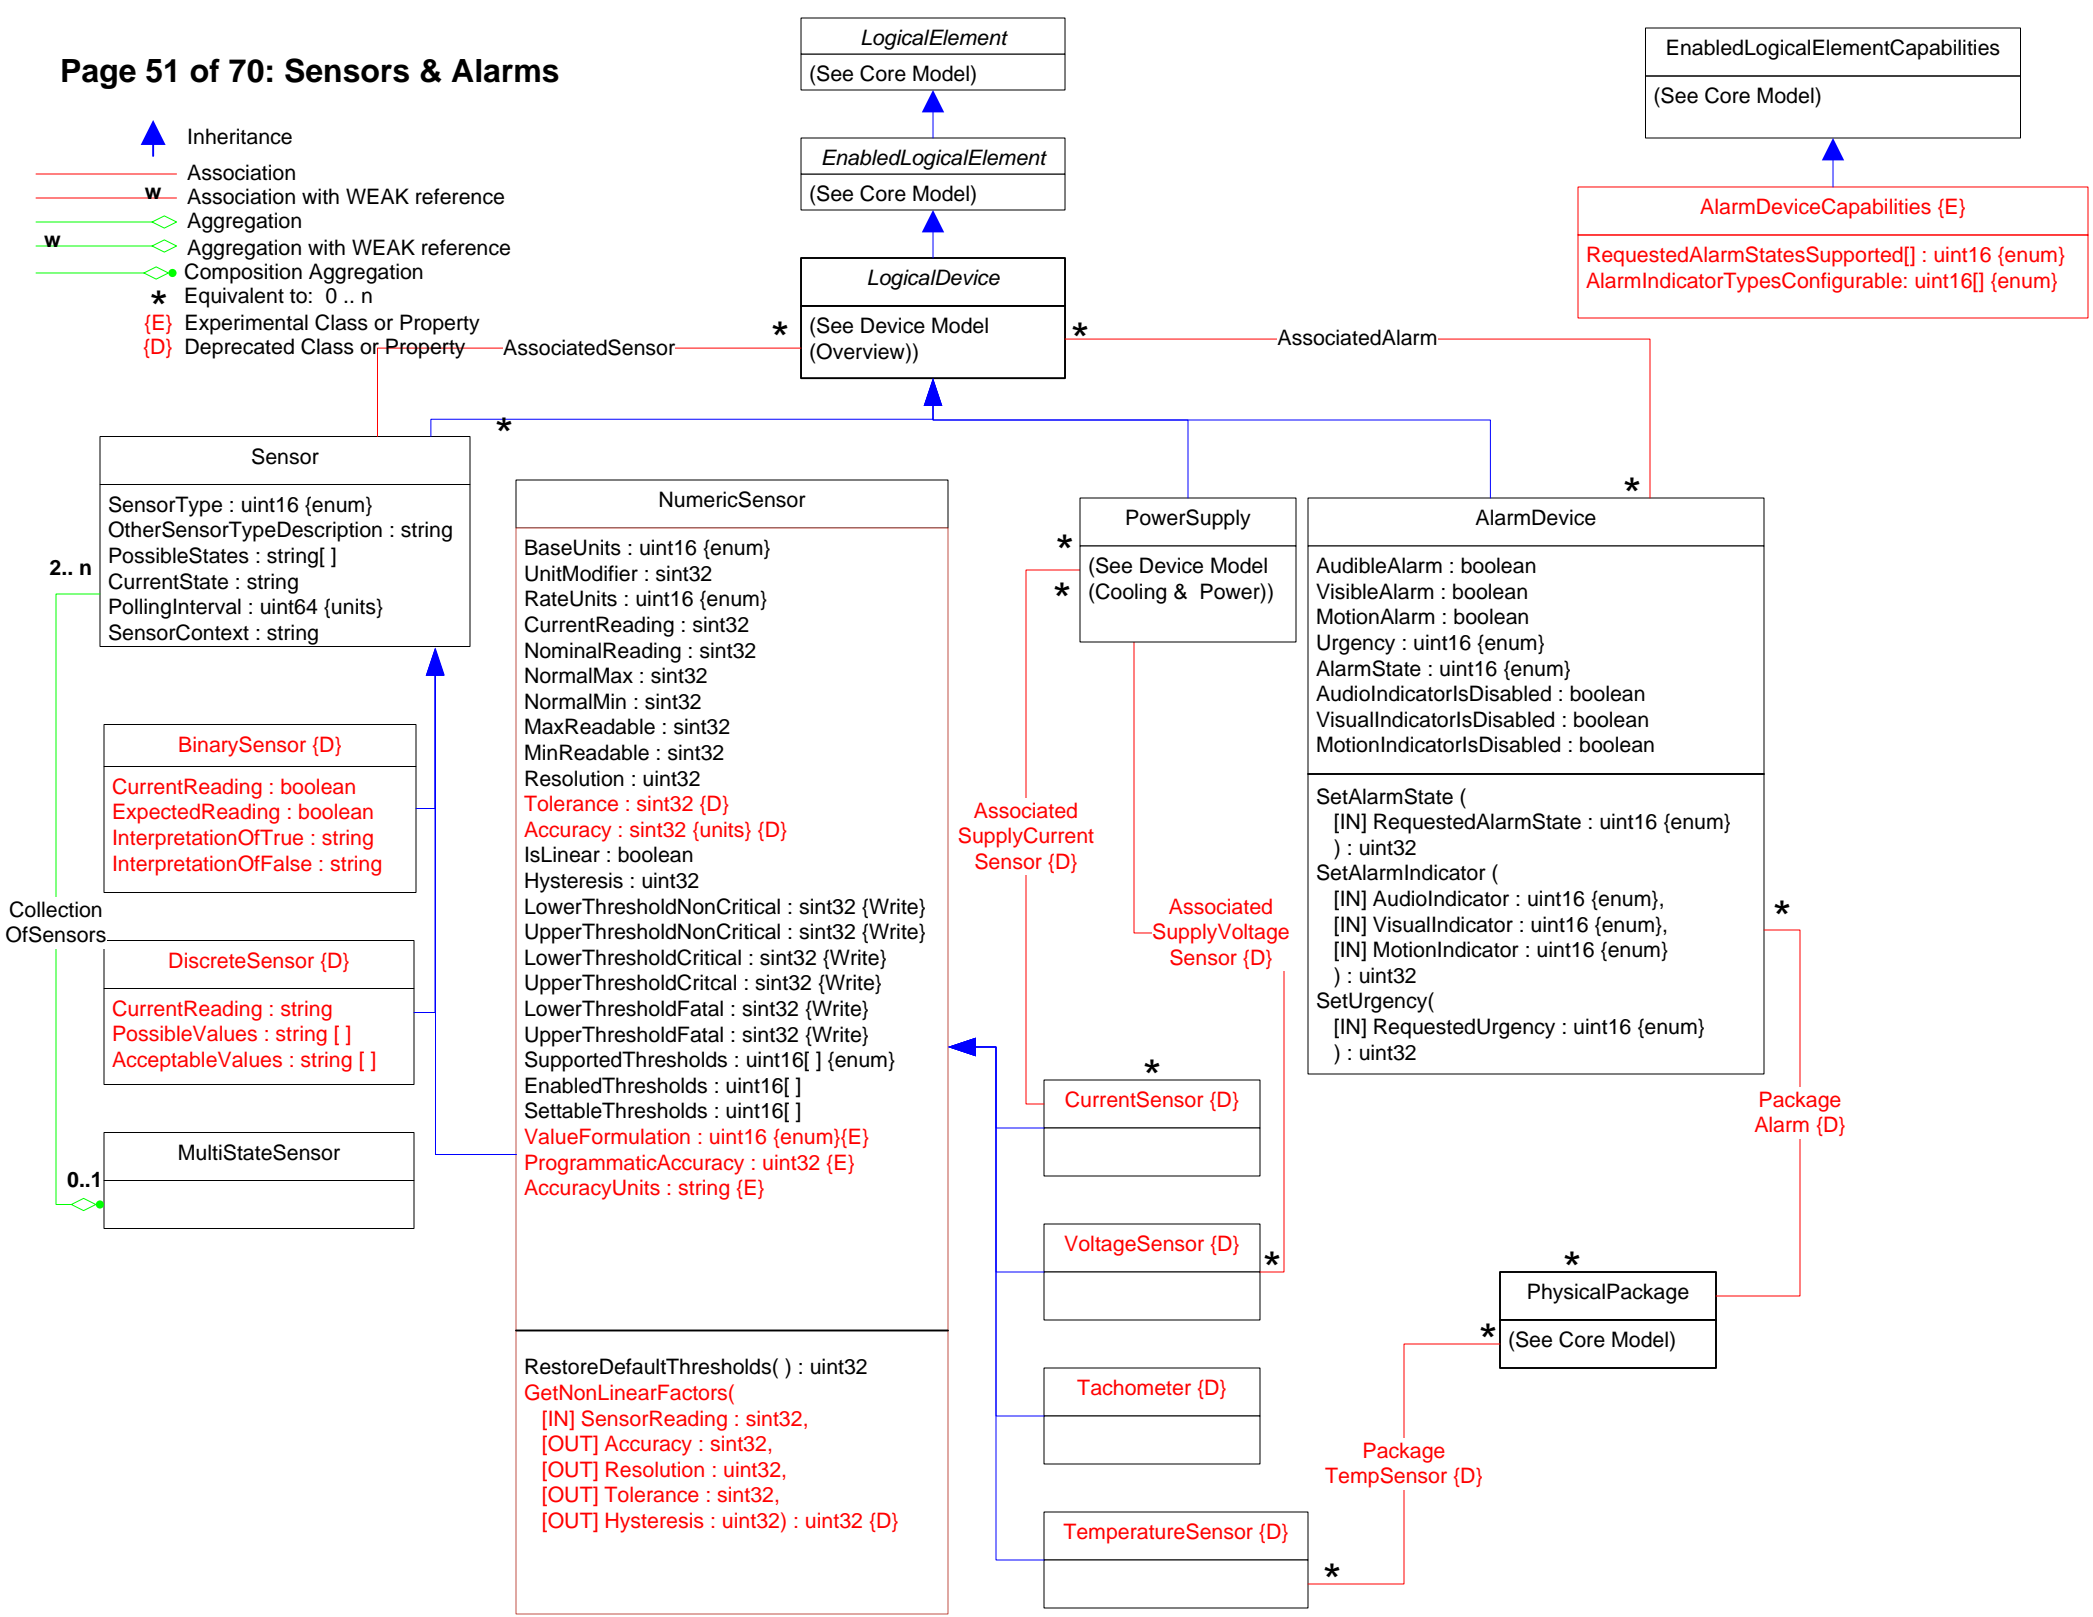 Page 51 of 70: Sensors & Alarms
Inheritance
Association
w
Association with WEAK reference
Aggregation
w
Aggregation with WEAK reference
Composition Aggregation
* Equivalent to: 0 .. n
{E} Experimental Class or Property
{D} Deprecated Class or Property
LogicalElement
(See Core Model)
EnabledLogicalElement
(See Core Model)
LogicalDevice
(See Device Model
(Overview))
EnabledLogicalElementCapabilities
(See Core Model)
AlarmDeviceCapabilities {E}
RequestedAlarmStatesSupported[] : uint16 {enum}
AlarmIndicatorTypesConfigurable: uint16[] {enum}
*
AssociatedSensor
*
AssociatedAlarm
*
*
Sensor
SensorType : uint16 {enum}
OtherSensorTypeDescription : string
PossibleStates : string[ ]
CurrentState : string
PollingInterval : uint64 {units}
SensorContext : string
2.. n
Collection
OfSensors
0..1
BinarySensor {D}
CurrentReading : boolean
ExpectedReading : boolean
InterpretationOfTrue : string
InterpretationOfFalse : string
DiscreteSensor {D}
CurrentReading : string
PossibleValues : string [ ]
AcceptableValues : string [ ]
MultiStateSensor
NumericSensor
BaseUnits : uint16 {enum}
UnitModifier : sint32
RateUnits : uint16 {enum}
CurrentReading : sint32
NominalReading : sint32
NormalMax : sint32
NormalMin : sint32
MaxReadable : sint32
MinReadable : sint32
Resolution : uint32
Tolerance : sint32 {D}
Accuracy : sint32 {units} {D}
IsLinear : boolean
Hysteresis : uint32
LowerThresholdNonCritical : sint32 {Write}
UpperThresholdNonCritical : sint32 {Write}
LowerThresholdCritical : sint32 {Write}
UpperThresholdCritcal : sint32 {Write}
LowerThresholdFatal : sint32 {Write}
UpperThresholdFatal : sint32 {Write}
SupportedThresholds : uint16[ ] {enum}
EnabledThresholds : uint16[ ]
SettableThresholds : uint16[ ]
ValueFormulation : uint16 {enum}{E}
ProgrammaticAccuracy : uint32 {E}
AccuracyUnits : string {E}
RestoreDefaultThresholds( ) : uint32
GetNonLinearFactors(
[IN] SensorReading : sint32,
[OUT] Accuracy : sint32,
[OUT] Resolution : uint32,
[OUT] Tolerance : sint32,
[OUT] Hysteresis : uint32) : uint32 {D}
PowerSupply
(See Device Model
(Cooling & Power))
*
*
Associated
SupplyCurrent
Sensor {D}
Associated
SupplyVoltage
Sensor {D}
AlarmDevice
AudibleAlarm : boolean
VisibleAlarm : boolean
MotionAlarm : boolean
Urgency : uint16 {enum}
AlarmState : uint16 {enum}
AudioIndicatorIsDisabled : boolean
VisualIndicatorIsDisabled : boolean
MotionIndicatorIsDisabled : boolean
SetAlarmState (
[IN] RequestedAlarmState : uint16 {enum}
) : uint32
SetAlarmIndicator (
[IN] AudioIndicator : uint16 {enum},
[IN] VisualIndicator : uint16 {enum},
[IN] MotionIndicator : uint16 {enum}
) : uint32
SetUrgency(
[IN] RequestedUrgency : uint16 {enum}
) : uint32
*
Package
Alarm {D}
*
CurrentSensor {D}
VoltageSensor {D}
*
Tachometer {D}
TemperatureSensor {D}
*
*
PhysicalPackage
(See Core Model)
*
Package
TempSensor {D}